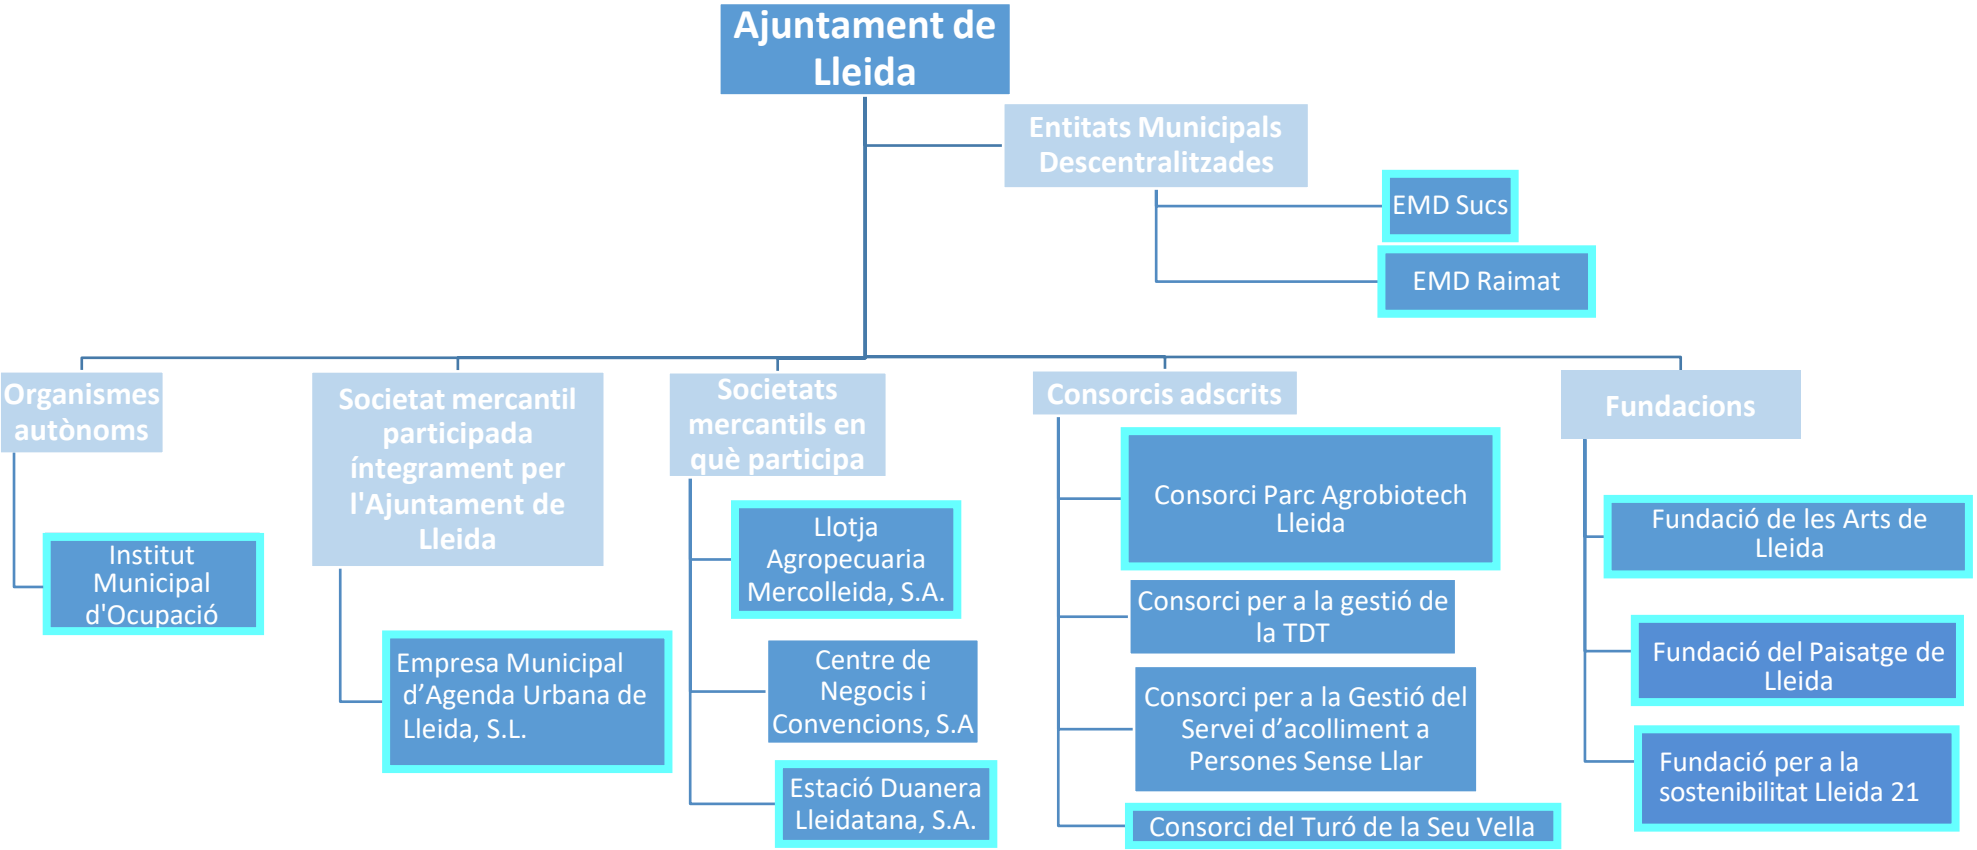 Ajuntament de
Lleida
Entitats Municipals
Descentralitzades
EMD Sucs
EMD Raimat
Organismes
autònoms
Institut
Municipal
d'Ocupació
Societat mercantil
participada
íntegrament per
l'Ajuntament de
Lleida
Empresa Municipal
d’Agenda Urbana de
Lleida, S.L.
Societats
mercantils en
què participa
Llotja
Agropecuaria
Mercolleida, S.A.
Centre de
Negocis i
Convencions, S.A
Estació Duanera
Lleidatana, S.A.
Consorcis adscrits
Consorci Parc Agrobiotech
Lleida
Consorci per a la gestió de
la TDT
Consorci per a la Gestió del
Servei d’acolliment a
Persones Sense Llar
Consorci del Turó de la Seu Vella
Fundacions
Fundació de les Arts de
Lleida
Fundació del Paisatge de
Lleida
Fundació per a la
sostenibilitat Lleida 21